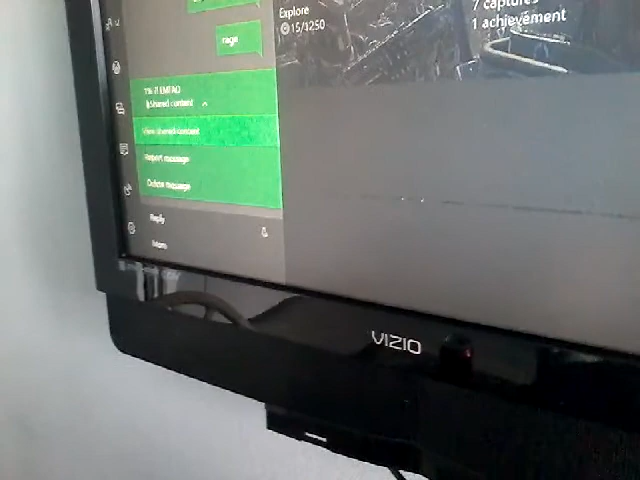 7 captures
Explore
1 achievement
15/1250
rage
Shared content
View shared content
Report message
Delete message
Reply
More
VIZIO